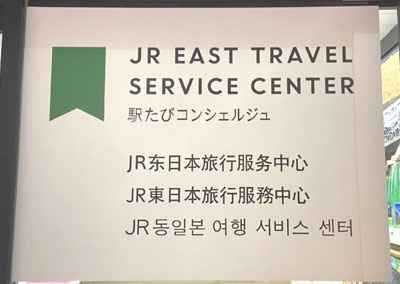 JR EAST TRAVEL
SERVICE CENTER
駅たびコンシェルジュ
JR东日本旅行服务中心
JR東日本旅行服務中心
JR동일본 여행 서비스 센터